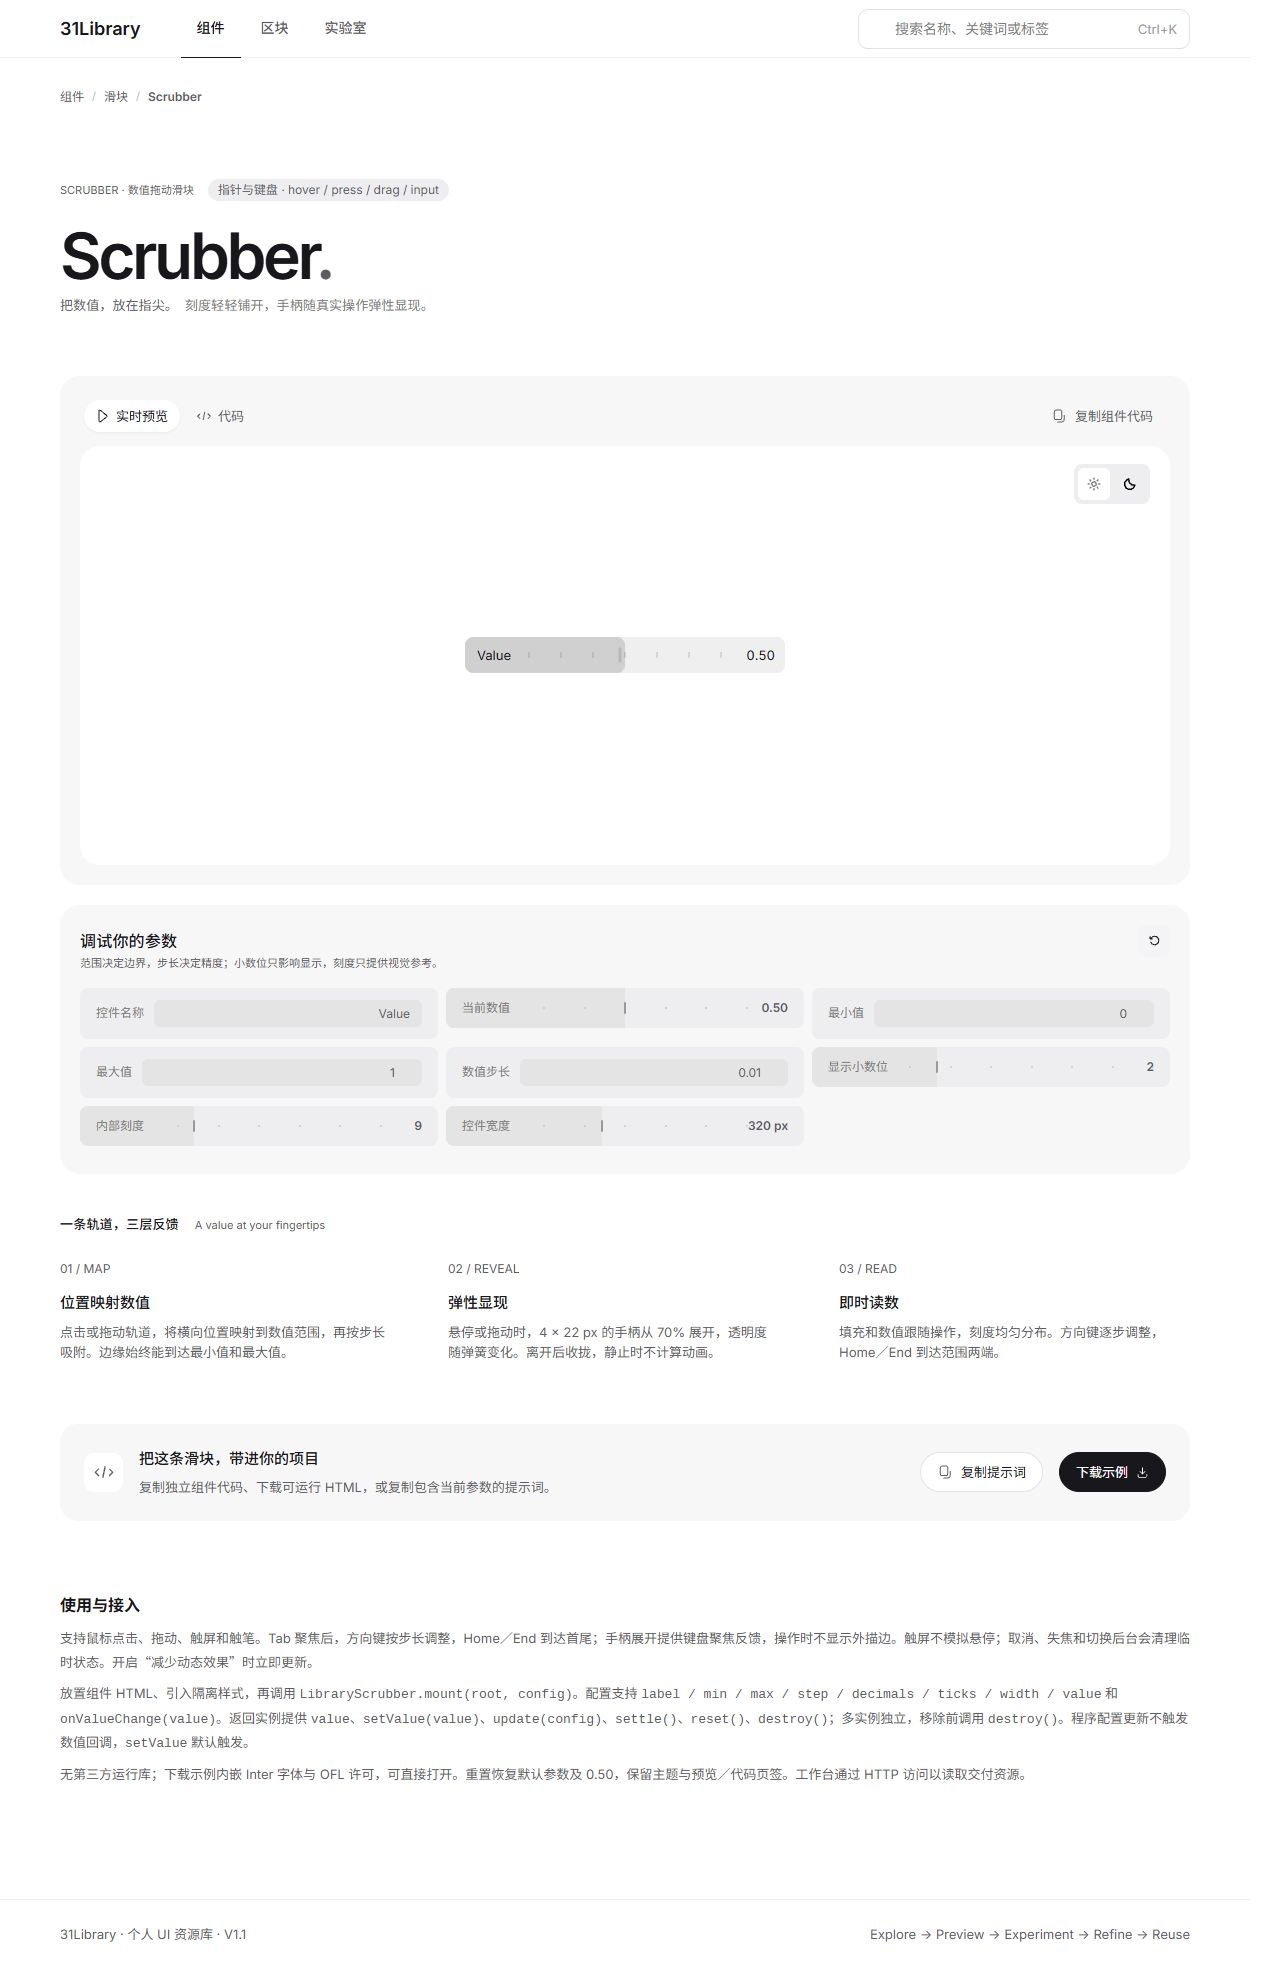 31Library 组件 区块 实验室 搜索名称、关键词或标签 Ctrl+K
组件 / 滑块 / Scrubber
SCRUBBER · 数值拖动滑块 指针与键盘 · hover / press / drag / input
Scrubber.
把数值，放在指尖。 刻度轻轻铺开，手柄随真实操作弹性显现。
实时预览 代码 复制组件代码
Value 0.50
调试你的参数
范围决定边界，步长决定精度；小数位只影响显示，刻度只提供视觉参考。
控件名称 Value 当前数值 0.50 最小值 0
最大值 1 数值步长 0.01 显示小数位 2
内部刻度 9 控件宽度 320 px
一条轨道，三层反馈 A value at your fingertips
01 / MAP
位置映射数值
点击或拖动轨道，将横向位置映射到数值范围，再按步长
吸附。边缘始终能到达最小值和最大值。
02 / REVEAL
弹性显现
悬停或拖动时，4 × 22 px 的手柄从 70% 展开，透明度
随弹簧变化。离开后收拢，静止时不计算动画。
03 / READ
即时读数
填充和数值跟随操作，刻度均匀分布。方向键逐步调整，
Home／End 到达范围两端。
把这条滑块，带进你的项目
复制独立组件代码、下载可运行 HTML，或复制包含当前参数的提示词。
复制提示词 下载示例
使用与接入
支持鼠标点击、拖动、触屏和触笔。Tab 聚焦后，方向键按步长调整，Home／End 到达首尾；手柄展开提供键盘聚焦反馈，操作时不显示外描边。触屏不模拟悬停；取消、失焦和切换后台会清理临
时状态。开启“减少动态效果”时立即更新。
放置组件 HTML、引入隔离样式，再调用 LibraryScrubber.mount(root, config)。配置支持 label / min / max / step / decimals / ticks / width / value 和
onValueChange(value)。返回实例提供 value、setValue(value)、update(config)、settle()、reset()、destroy()；多实例独立，移除前调用 destroy()。程序配置更新不触发
数值回调，setValue 默认触发。
无第三方运行库；下载示例内嵌 Inter 字体与 OFL 许可，可直接打开。重置恢复默认参数及 0.50，保留主题与预览／代码页签。工作台通过 HTTP 访问以读取交付资源。
31Library · 个人 UI 资源库 · V1.1 Explore → Preview → Experiment → Refine → Reuse